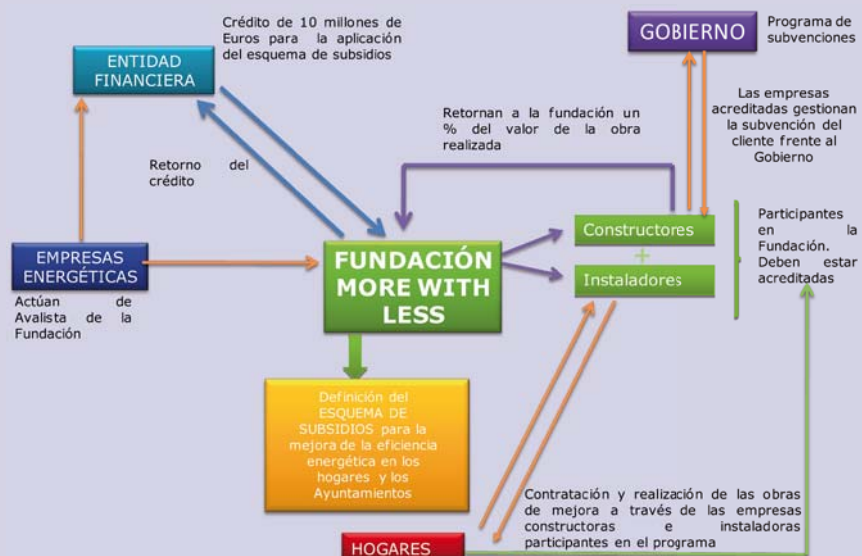 Crédito de 10 millones de
Euros para la aplicación
del esquema de subsidios
ENTIDAD
FINANCIERA
GOBIERNO
Programa de
subvenciones
Las empresas
acreditadas gestionan
la subvención del
cliente frente al
Gobierno
Retornan a la fundación un
% del valor de la obra
realizada
Retorno del
crédito
EMPRESAS
ENERGÉTICAS
Actúan de
Avalista de la
Fundación
FUNDACIÓN
MORE WITH
LESS
Constructores
+
Instaladores
Participantes
en la
Fundación.
Deben estar
acreditadas
Definición del
ESQUEMA DE
SUBSIDIOS para la
mejora de la eficiencia
energética en los
hogares y los
Ayuntamientos
Contratación y realización de las obras
de mejora a través de las empresas
constructoras e instaladoras
participantes en el programa
HOGARES